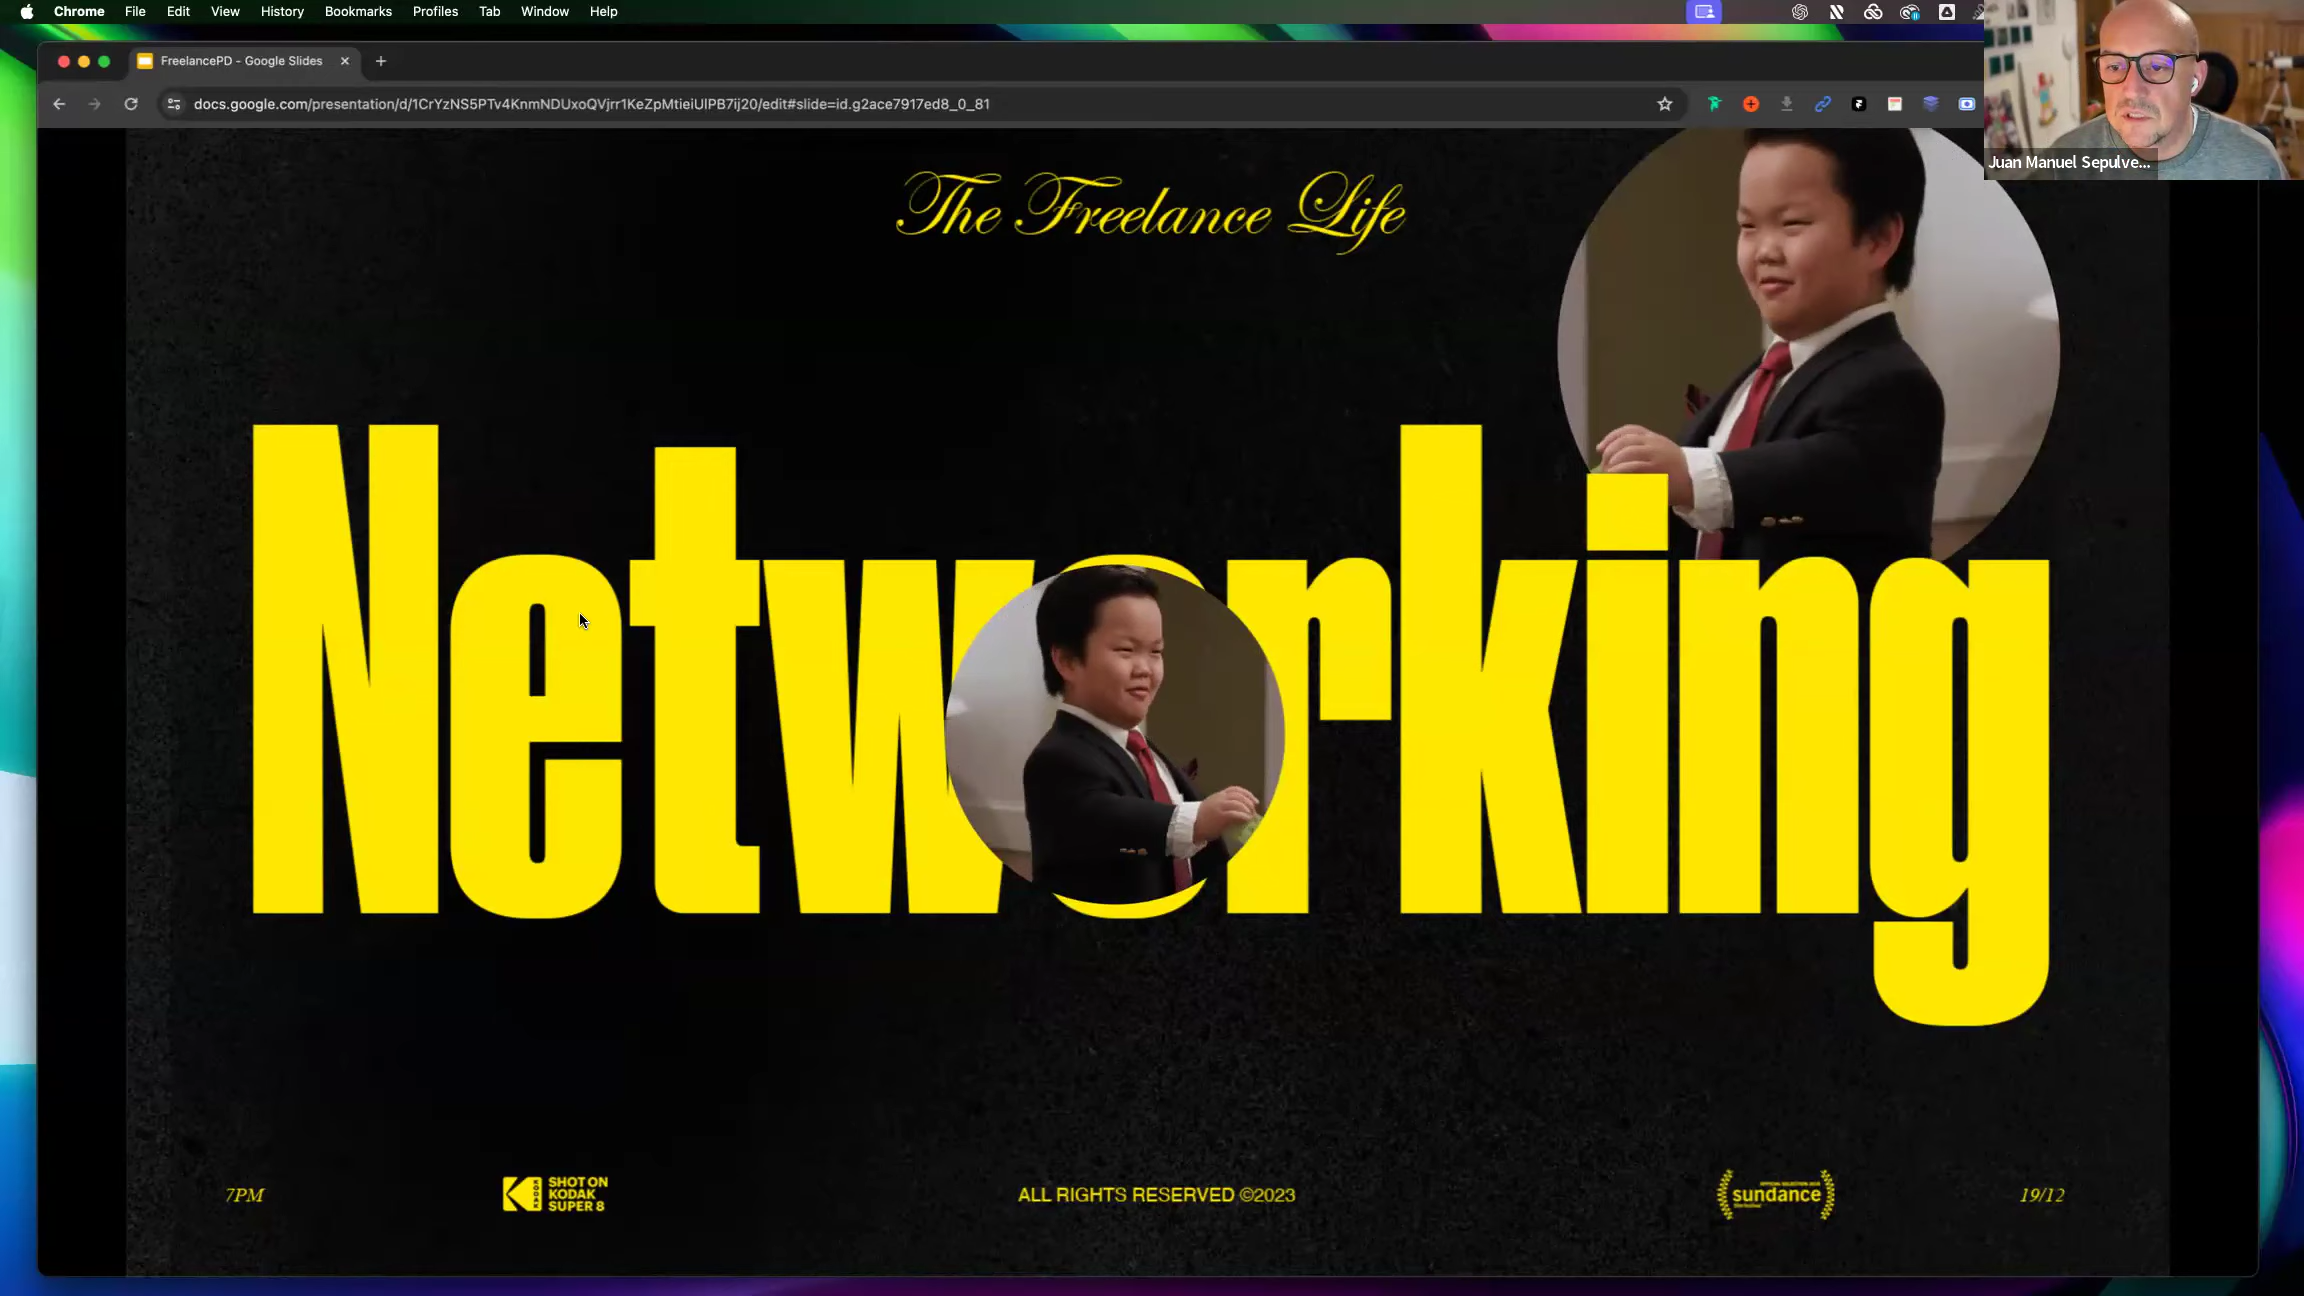 Chrome File Edit View History Bookmarks Profiles Tab Window Help
FreelancePD - Google Slides
docs.google.com/presentation/d/1CrYzNS5PTv4KnmNDUxoQVjrr1KeZpMtieiUlPB7ij20/edit#slide=id.g2ace7917ed8_0_81
Juan Manuel Sepulve...
The Freelance Life
Networking
7PM
KODAK
SHOT ON
KODAK
SUPER 8
ALL RIGHTS RESERVED ©2023
sundance
19/12